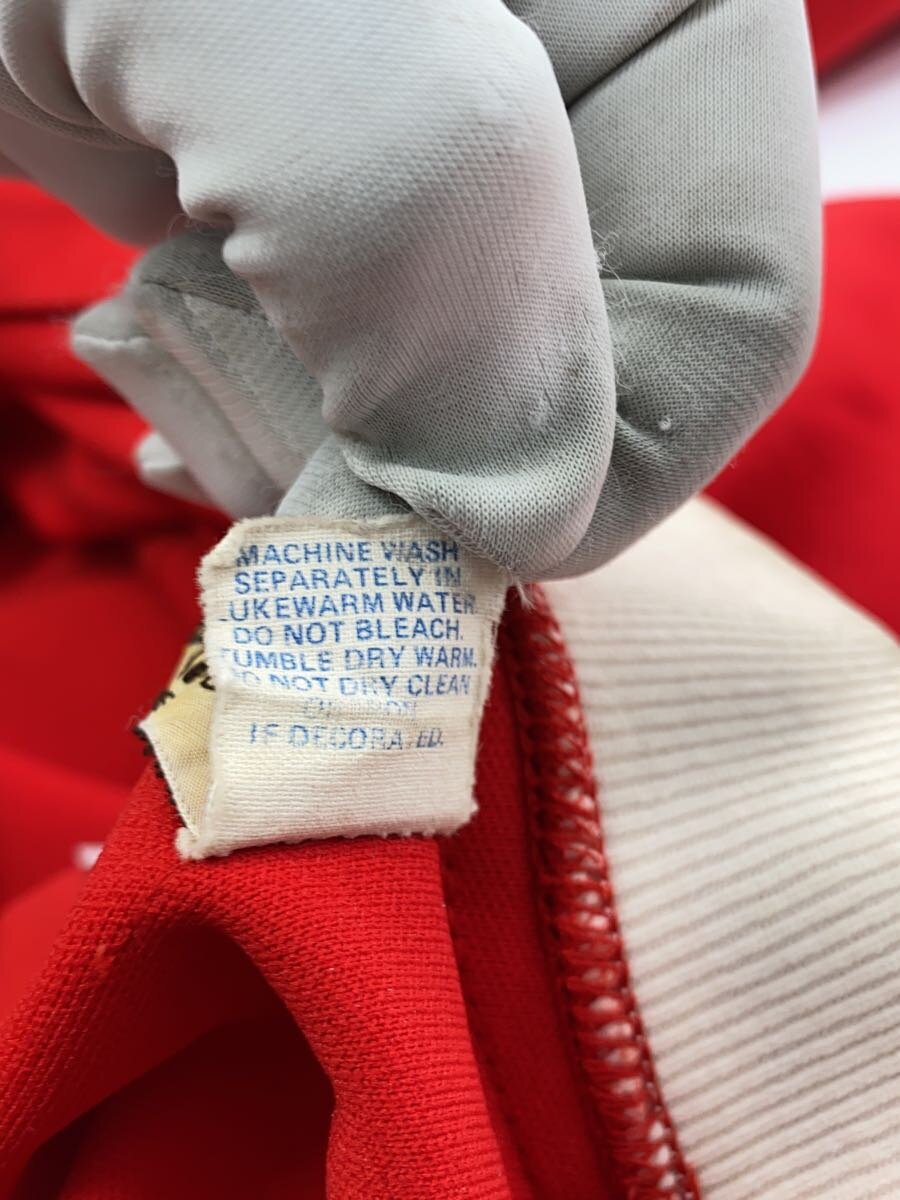 MACHINE WASH
SEPARATELY IN
LUKEWARM WATER
DO NOT BLEACH.
TUMBLE DRY WARM.
DO NOT DRY CLEAN
IF DECORATED.